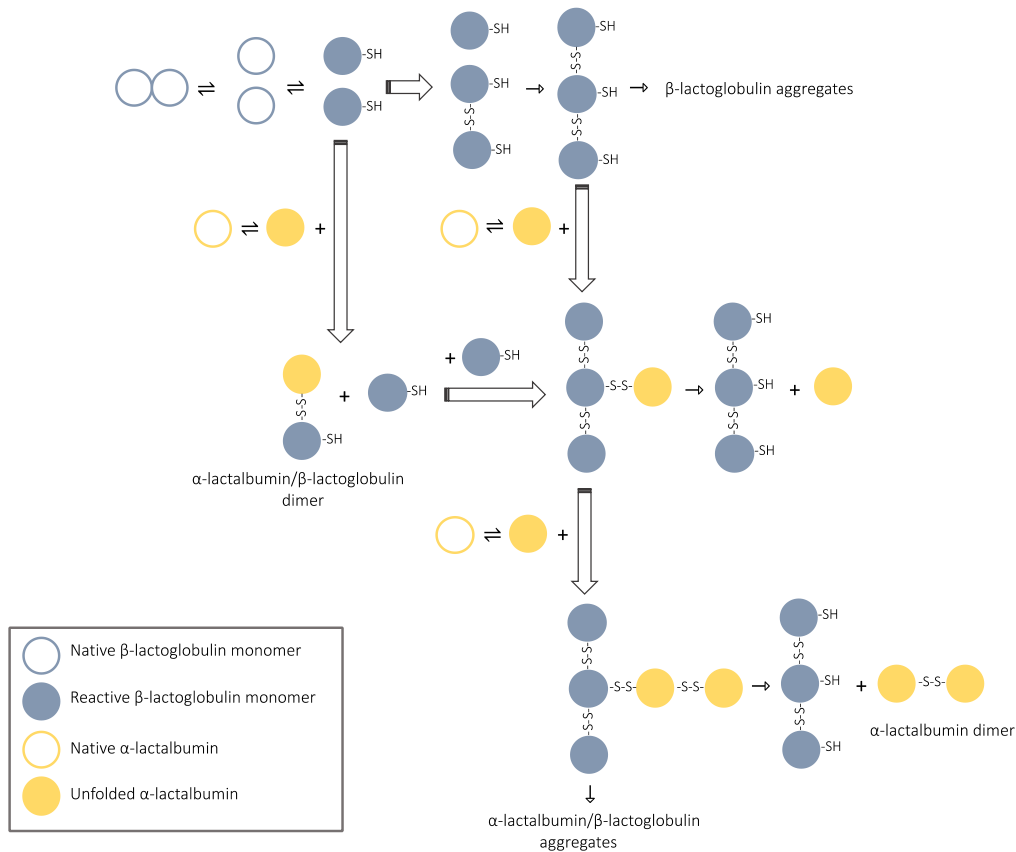 -SH
-SH
-SH
-SH
-SH
-S-S-
-SH
-SH
-SH
-S-S-
-S-S-
β-lactoglobulin aggregates
+
+
-SH
+
-SH
+
-S-S-
-SH
α-lactalbumin/β-lactoglobulin
dimer
-S-S-
-S-S-
-S-S-
-SH
-S-S-
-SH
-S-S-
-SH
+
+
-S-S-
-S-S-
-S-S-
-S-S-
-SH
-S-S-
-SH
-S-S-
-SH
+
-S-S-
α-lactalbumin dimer
α-lactalbumin/β-lactoglobulin
aggregates
Native β-lactoglobulin monomer
Reactive β-lactoglobulin monomer
Native α-lactalbumin
Unfolded α-lactalbumin